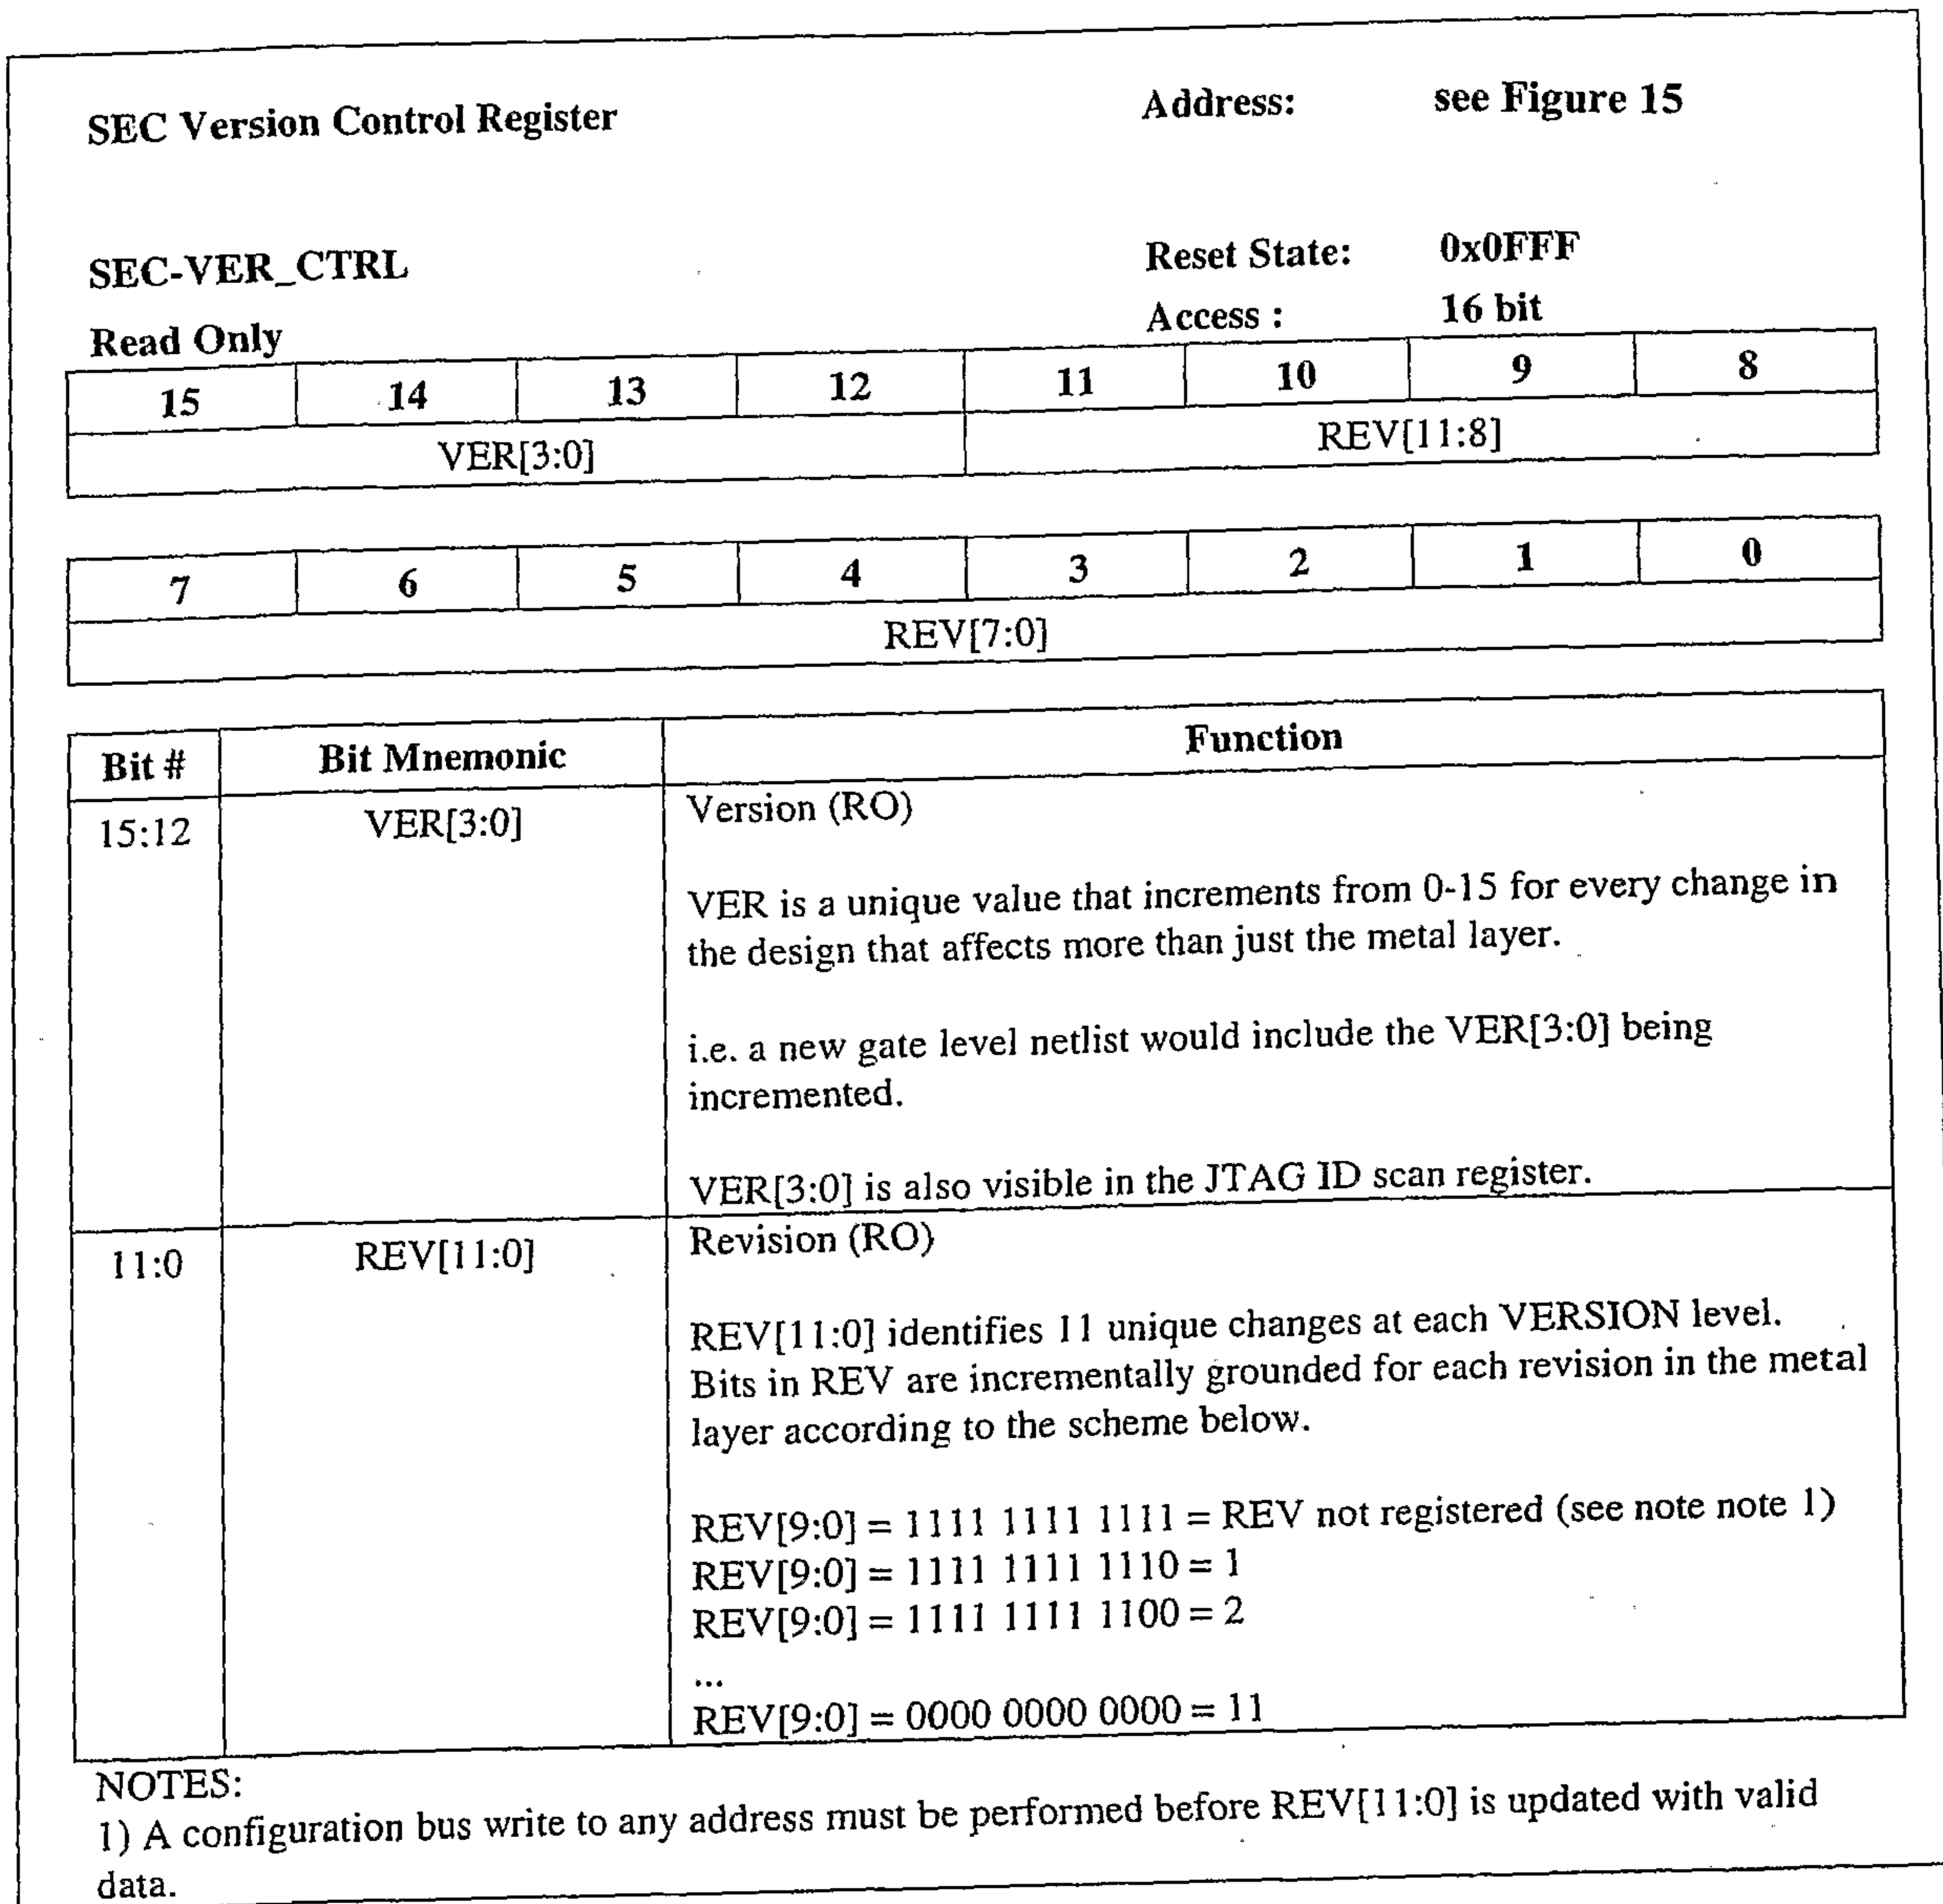 SEC Version Control Register Address: see Figure 15
SEC-VER_CTRL Reset State: 0x0FFF
Read Only Access : 16 bit
15 14 13 12 11 10 9 8
VER[3:0] REV[11:8]
7 6 5 4 3 2 1 0
REV[7:0]
Bit # Bit Mnemonic Function
15:12 VER[3:0] Version (RO)
VER is a unique value that increments from 0-15 for every change in
the design that affects more than just the metal layer.
i.e. a new gate level netlist would include the VER[3:0] being
incremented.
VER[3:0] is also visible in the JTAG ID scan register.
11:0 REV[11:0] Revision (RO)
REV[11:0] identifies 11 unique changes at each VERSION level.
Bits in REV are incrementally grounded for each revision in the metal
layer according to the scheme below.
REV[9:0] = 1111 1111 1111 = REV not registered (see note note 1)
REV[9:0] = 1111 1111 1110 = 1
REV[9:0] = 1111 1111 1100 = 2
...
REV[9:0] = 0000 0000 0000 = 11
NOTES:
1) A configuration bus write to any address must be performed before REV[11:0] is updated with valid
data.